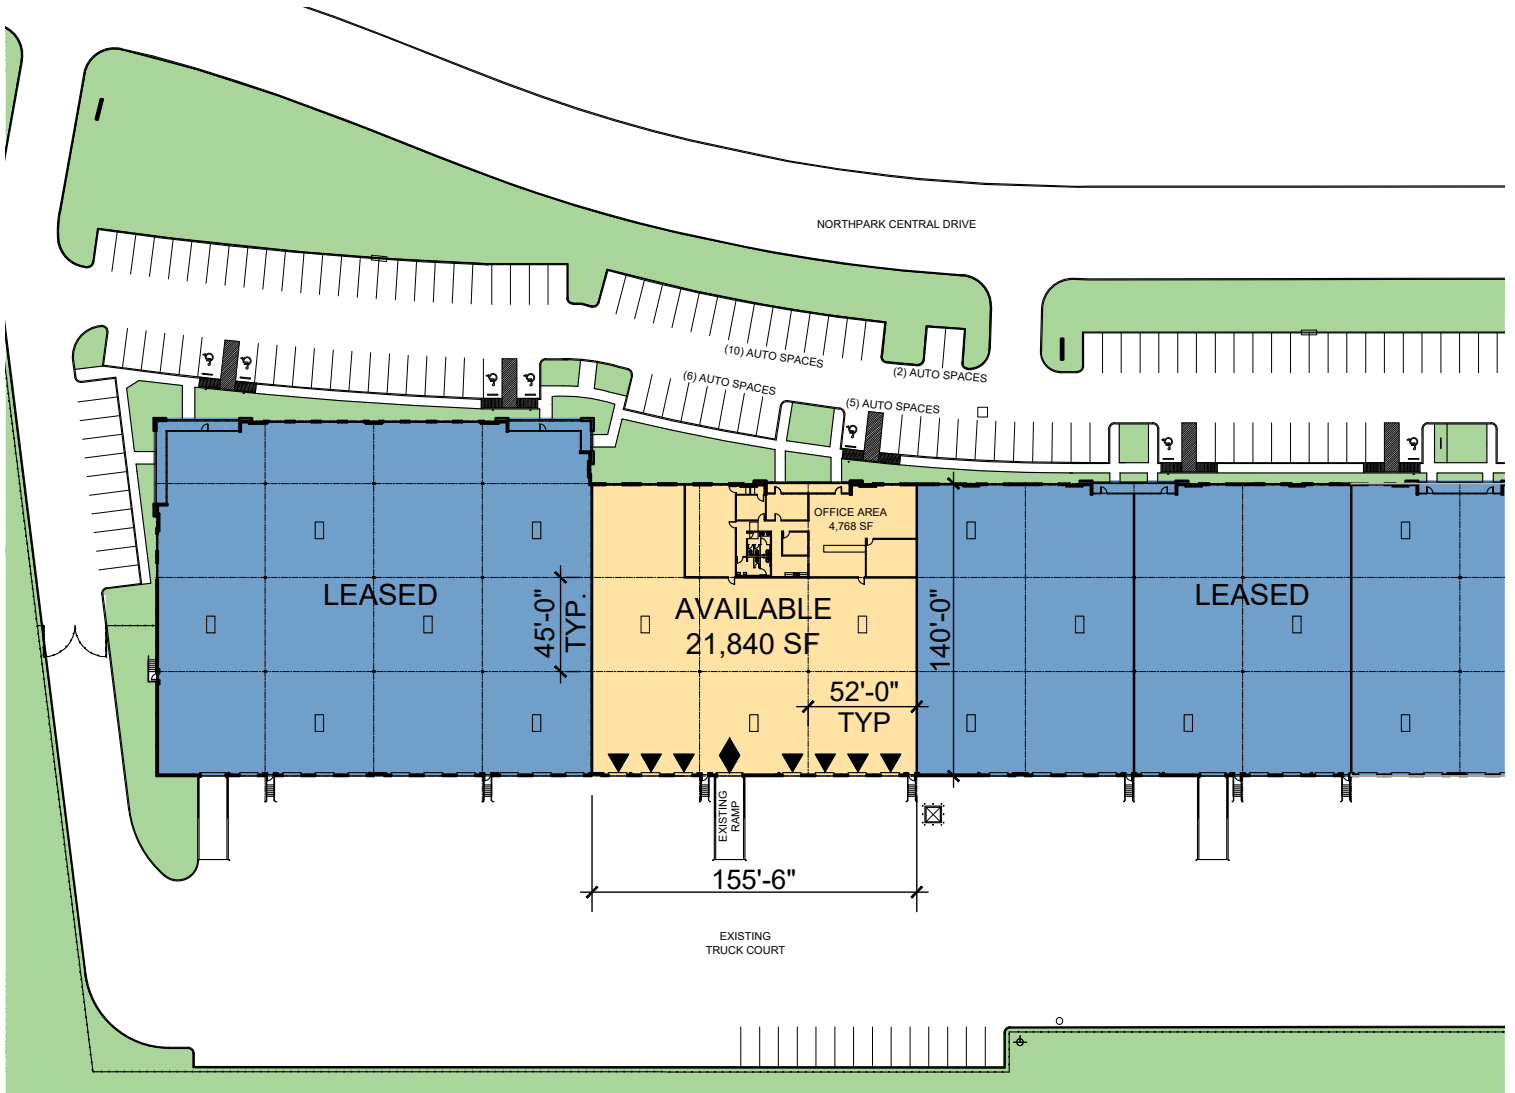 NORTHPARK CENTRAL DRIVE
(10) AUTO SPACES
(2) AUTO SPACES
(6) AUTO SPACES
(5) AUTO SPACES
OFFICE AREA
4,768 SF
LEASED
45'-0"
TYP.
AVAILABLE
21,840 SF
140'-0"
LEASED
52'-0"
TYP
EXISTING
RAMP
155'-6"
EXISTING
TRUCK COURT